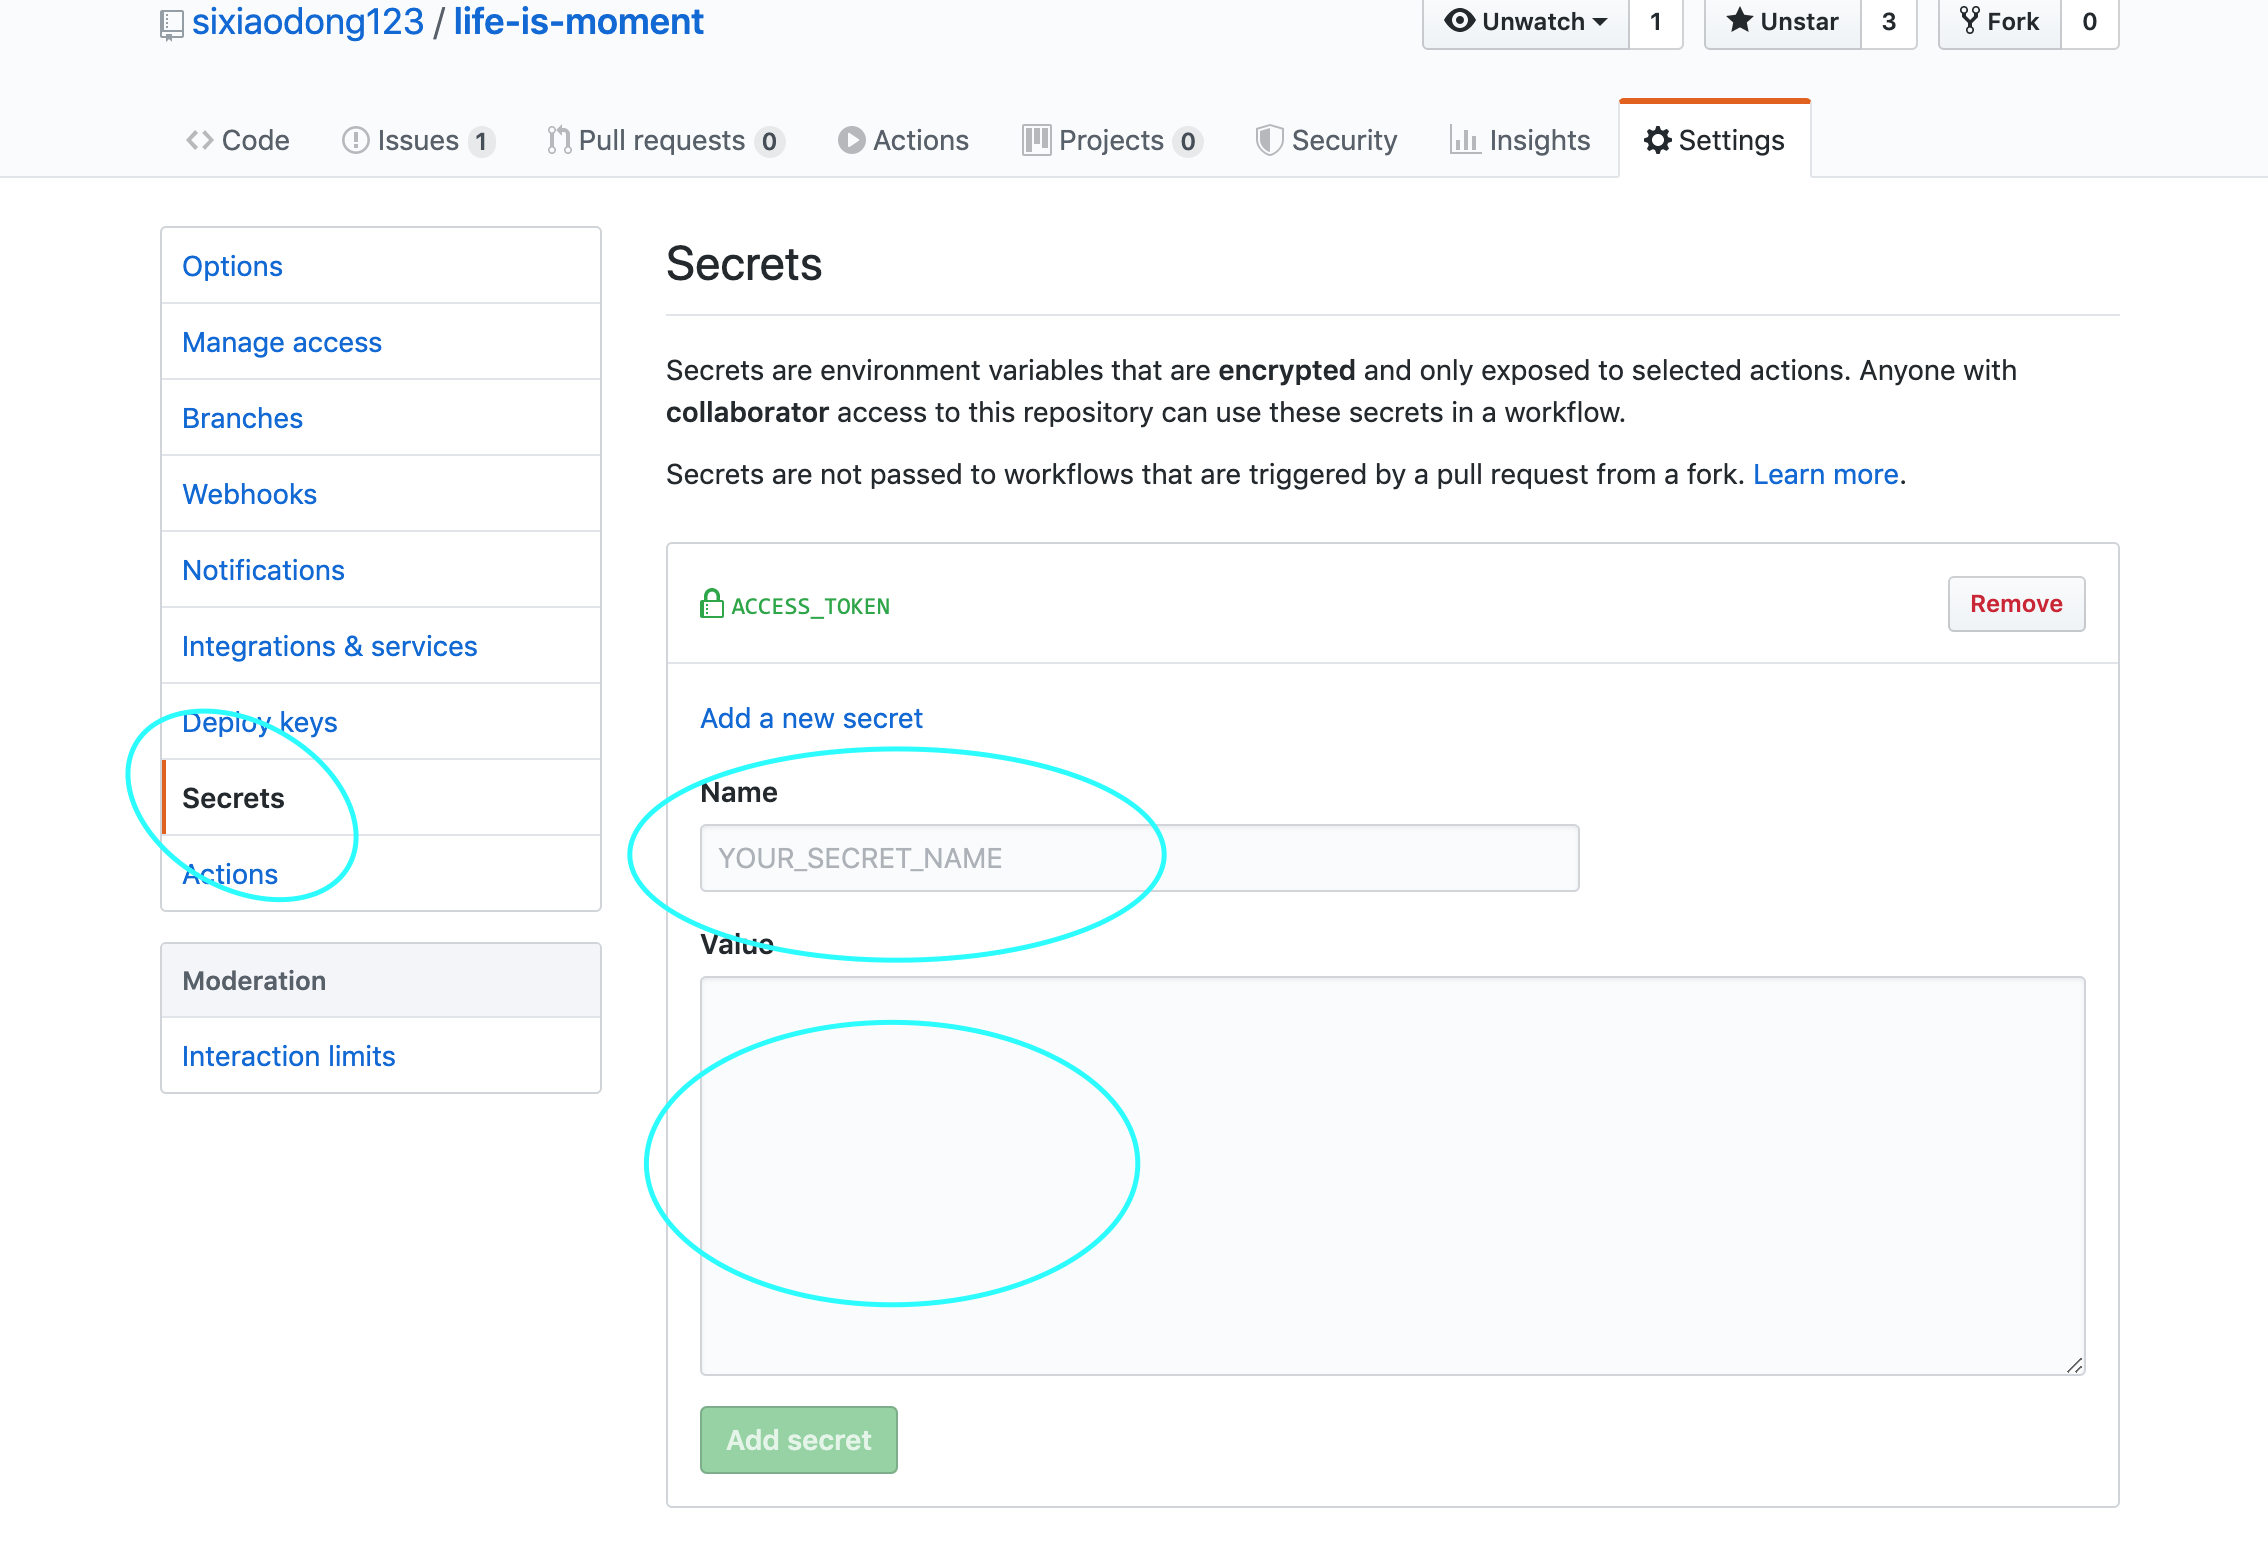 sixiaodong123 / life-is-moment
Unwatch 1 Unstar 3 Fork 0
Code Issues 1 Pull requests 0 Actions Projects 0 Security Insights Settings
Options
Manage access
Branches
Webhooks
Notifications
Integrations & services
Deploy keys
Secrets
Actions
Moderation
Interaction limits
Secrets
Secrets are environment variables that are encrypted and only exposed to selected actions. Anyone with
collaborator access to this repository can use these secrets in a workflow.
Secrets are not passed to workflows that are triggered by a pull request from a fork. Learn more.
ACCESS_TOKEN Remove
Add a new secret
Name
YOUR_SECRET_NAME
Value
Add secret